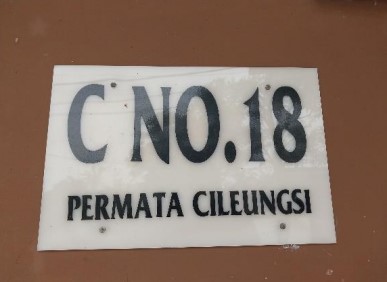 C NO.18
PERMATA CILEUNGSI